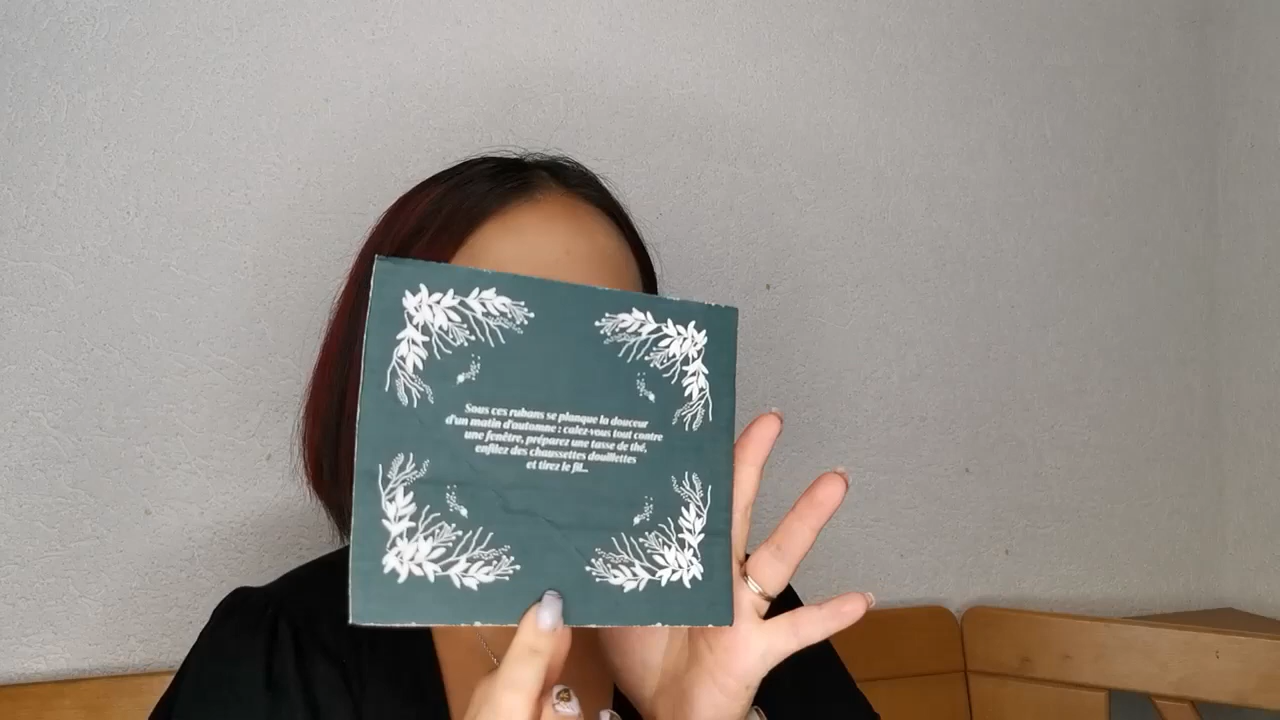 Sous ces rubans se planque la douceur
d'un matin d'automne : calez-vous tout contre
une fenêtre, préparez une tasse de thé,
enfilez des chaussettes douillettes
et tirez le fil...